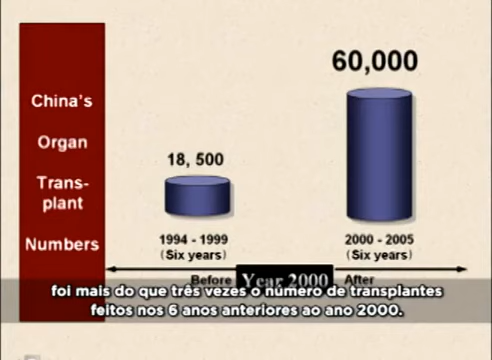 China's
Organ
Trans-
plant
Numbers
60,000
18, 500
1994 - 1999
(Six years)
2000 - 2005
(Six years)
Before
Year 2000
After
foi mais do que três vezes o número de transplantes
feitos nos 6 anos anteriores ao ano 2000.